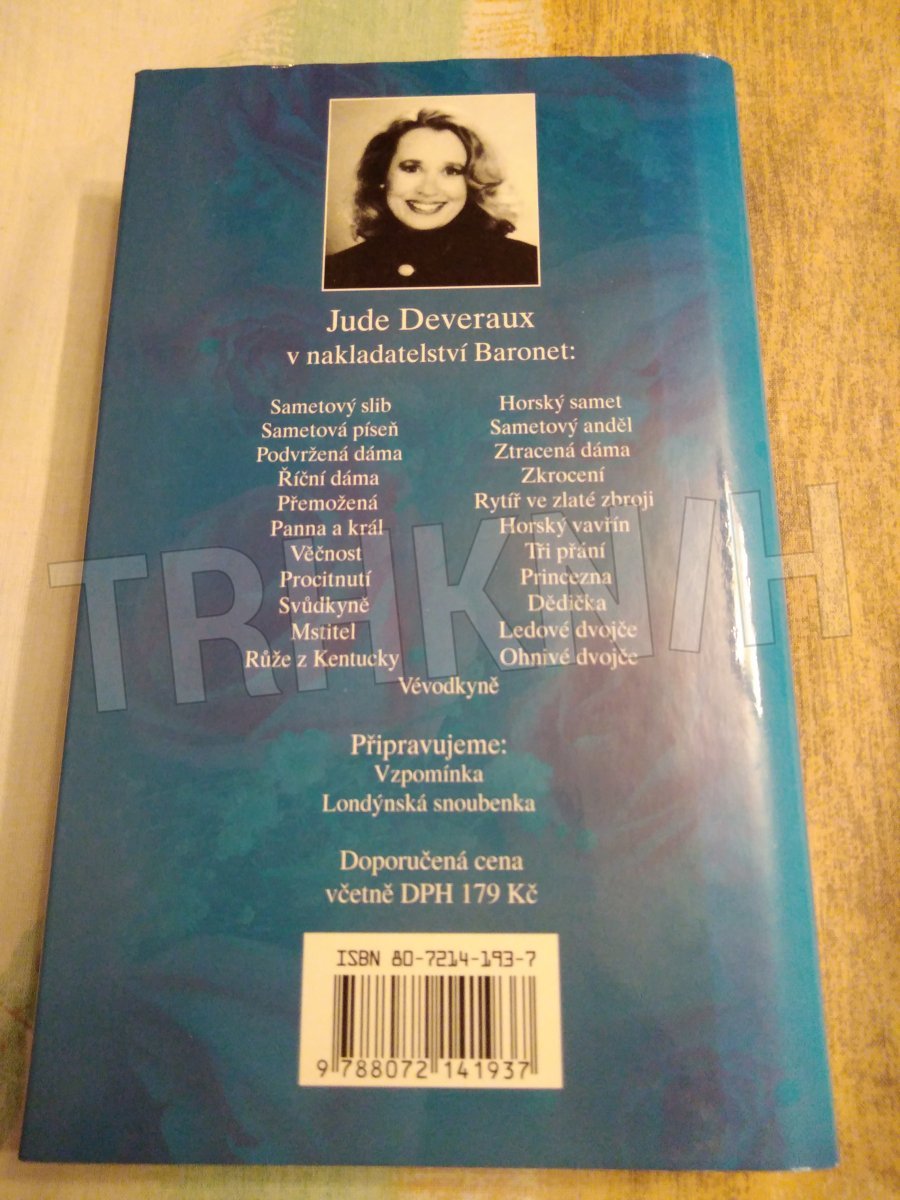 Jude Deveraux
v nakladatelství Baronet:
Sametový slib
Sametová píseň
Podvržená dáma
Říční dáma
Přemožená
Panna a král
Věčnost
Procitnutí
Svůdkyně
Mstitel
Růže z Kentucky
Horský samet
Sametový anděl
Ztracená dáma
Zkrocení
Rytíř ve zlaté zbroji
Horský vavřín
Tři přání
Princezna
Dědička
Ledové dvojče
Ohnivé dvojče
Vévodkyně
TRHKNIH
Připravujeme:
Vzpomínka
Londýnská snoubenka
Doporučená cena
včetně DPH 179 Kč
ISBN 80-7214-193-7
9 788072 141937